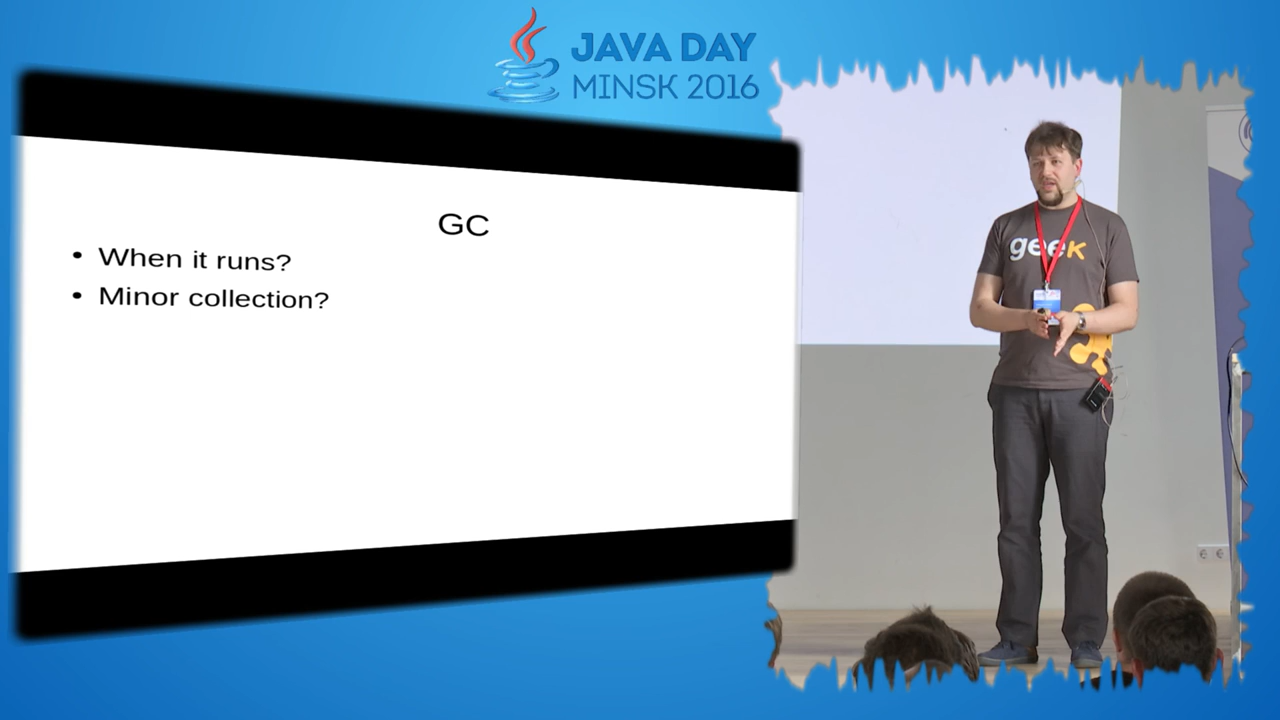 JAVA DAY
MINSK 2016
GC
• When it runs?
• Minor collection?
geek